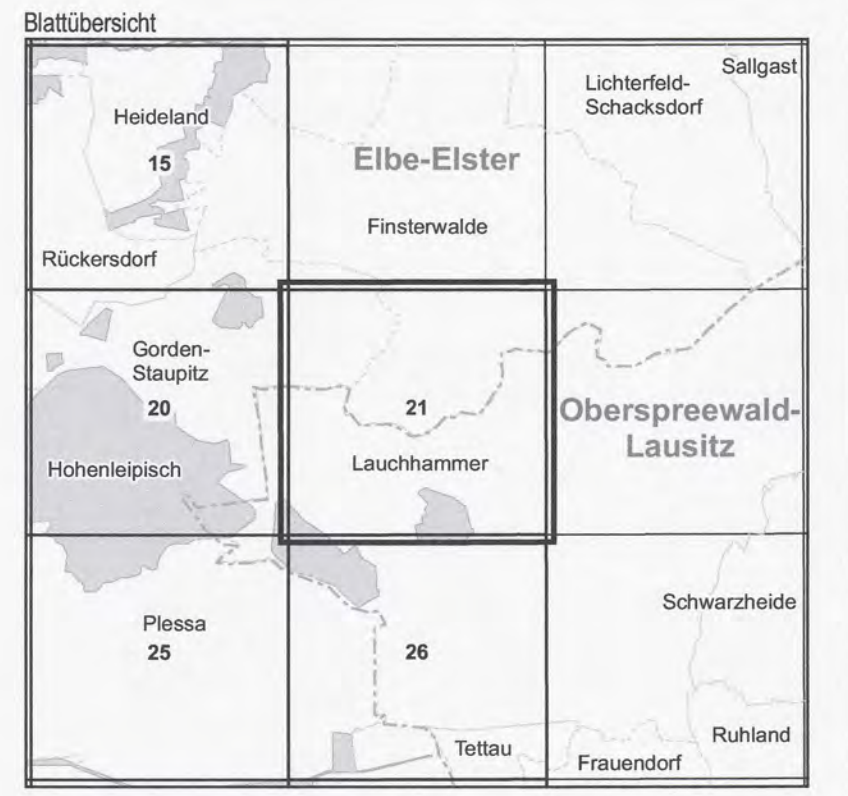 Blattübersicht
Sallgast
Lichterfeld-
Schacksdorf
Heideland
15
Elbe-Elster
Finsterwalde
Rückersdorf
Gorden-
Staupitz
20
21
Oberspreewald-
Lausitz
Hohenleipisch
Lauchhammer
Schwarzheide
Plessa
25
26
Ruhland
Tettau
Frauendorf